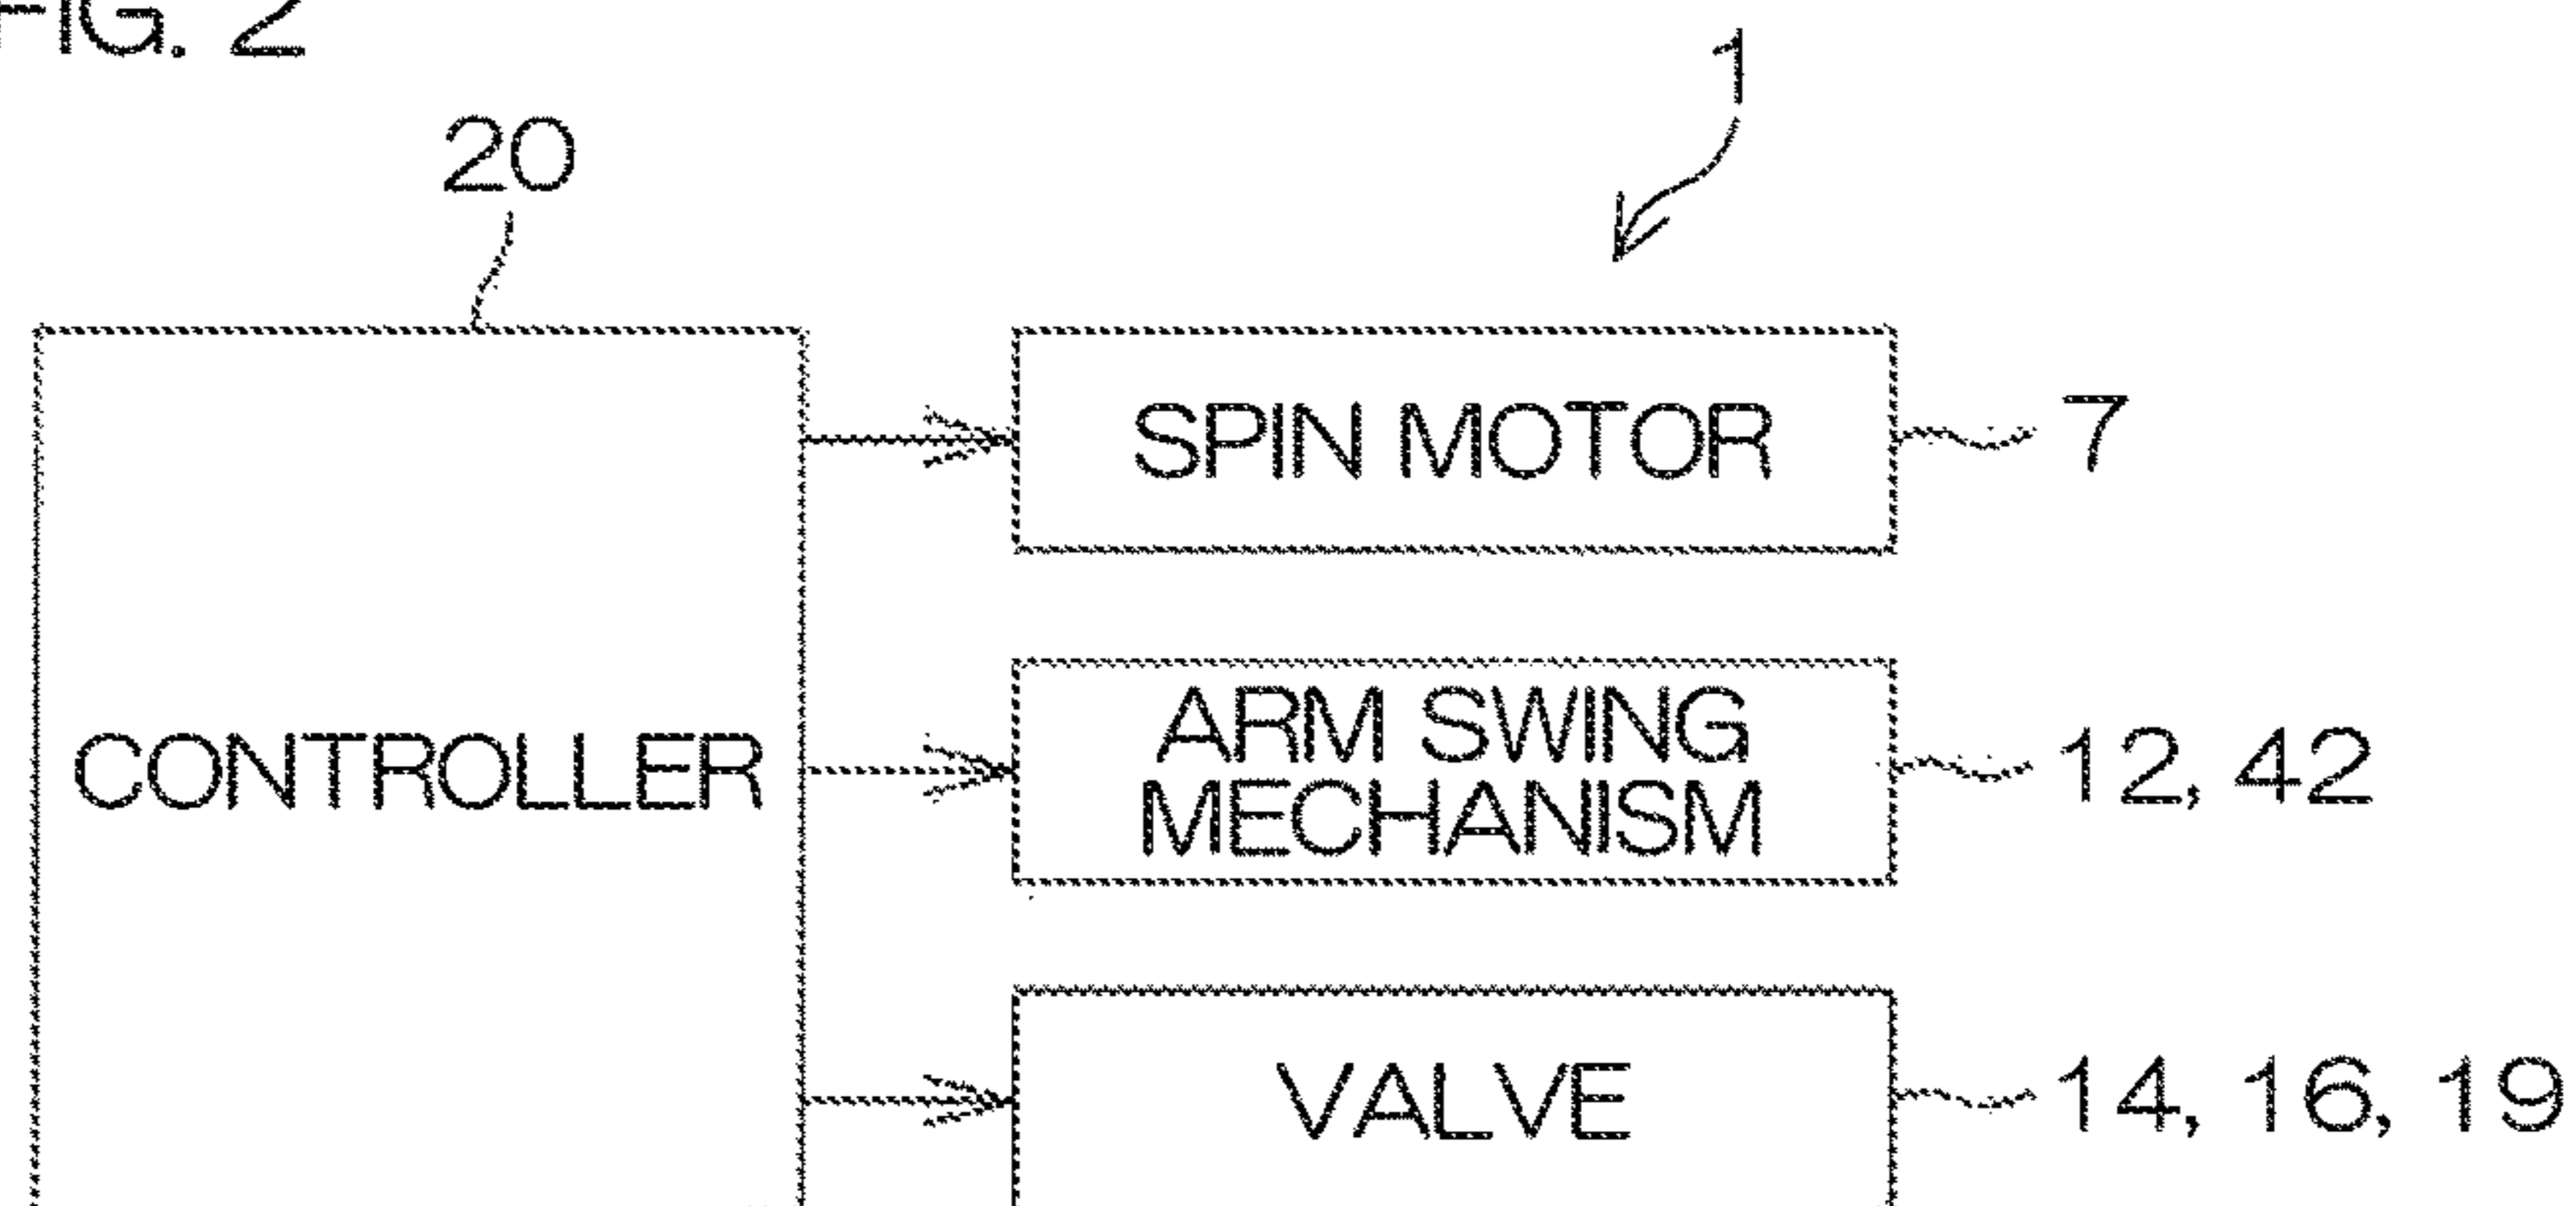 FIG. 2
1
20
SPIN MOTOR
7
CONTROLLER
ARM SWING
MECHANISM
12, 42
VALVE
14, 16, 19